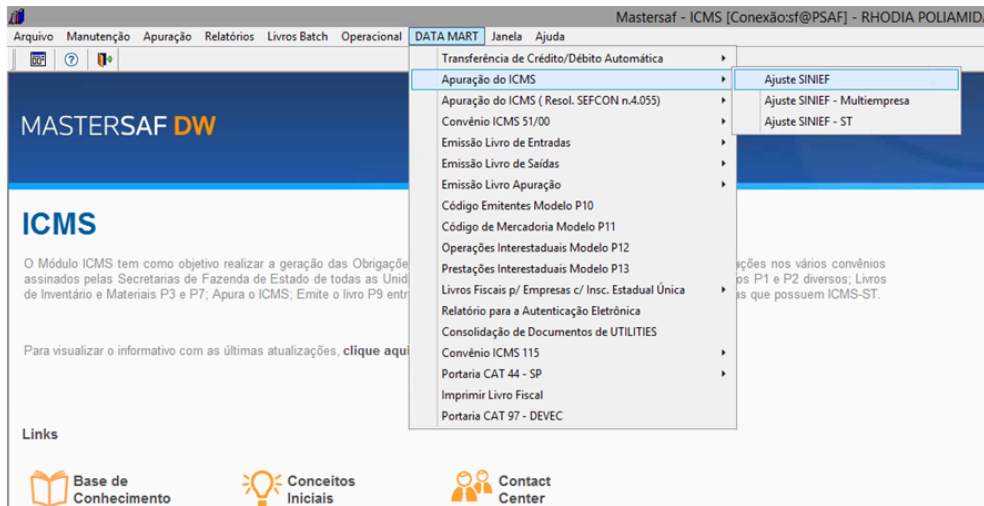 Mastersaf - ICMS [Conexão:sf@PSAF] - RHODIA POLIAMIDA
Arquivo Manutenção Apuração Relatórios Livros Batch Operacional DATA MART Janela Ajuda
Transferência de Crédito/Débito Automática
Apuração do ICMS
Ajuste SINIEF
Apuração do ICMS ( Resol. SEFCON n.4.055)
Ajuste SINIEF - Multiempresa
Convênio ICMS 51/00
Ajuste SINIEF - ST
MASTERSAF DW
Emissão Livro de Entradas
Emissão Livro de Saídas
Emissão Livro Apuração
Código Emitentes Modelo P10
Código de Mercadoria Modelo P11
Operações Interestaduais Modelo P12
Prestações Interestaduais Modelo P13
Livros Fiscais p/ Empresas c/ Insc. Estadual Única
Relatório para a Autenticação Eletrônica
Consolidação de Documentos de UTILITIES
Convênio ICMS 115
Portaria CAT 44 - SP
Imprimir Livro Fiscal
Portaria CAT 97 - DEVEC
ICMS
O Módulo ICMS tem como objetivo realizar a geração das Obrigaçõe ções nos vários convênios
assinados pelas Secretarias de Fazenda de Estado de todas as Unid os P1 e P2 diversos; Livros
de Inventário e Materiais P3 e P7; Apura o ICMS; Emite o livro P9 entr as que possuem ICMS-ST.
Para visualizar o informativo com as últimas atualizações, clique aqui
Links
Base de Conhecimento
Conceitos Iniciais
Contact Center